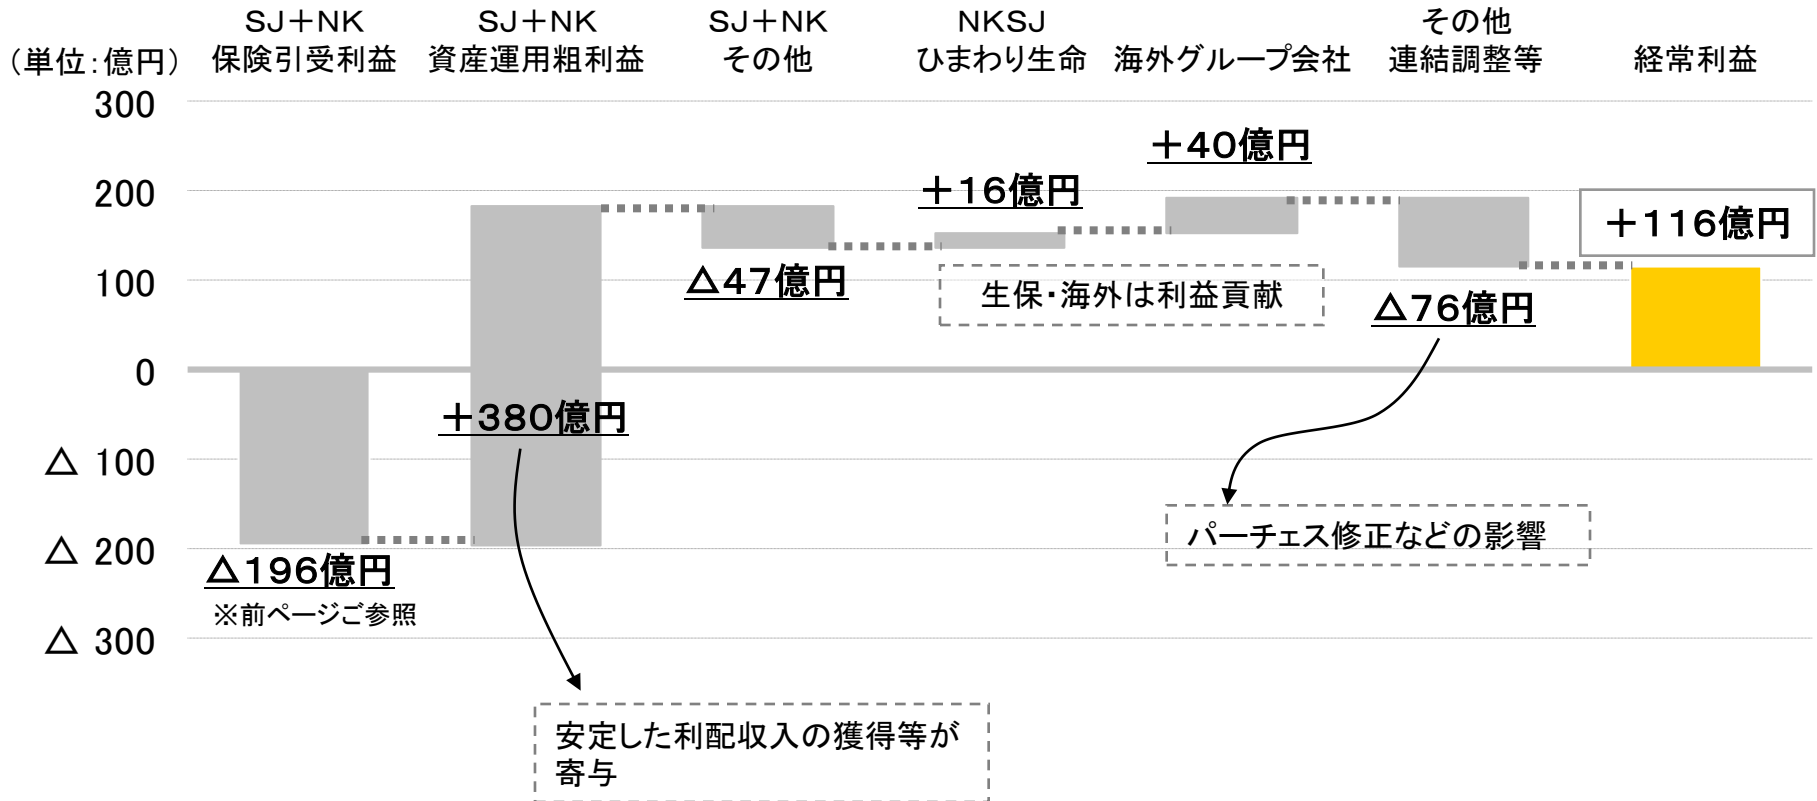 SJ+NK
保険引受利益
SJ+NK
資産運用粗利益
SJ+NK
その他
NKSJ
ひまわり生命
海外グループ会社
その他
連結調整等
経常利益
(単位:億円)
300
200
100
0
△ 100
△ 200
△ 300
△196億円
※前ページご参照
+380億円
△47億円
+16億円
+40億円
△76億円
+116億円
生保・海外は利益貢献
パーチェス修正などの影響
安定した利配収入の獲得等が
寄与